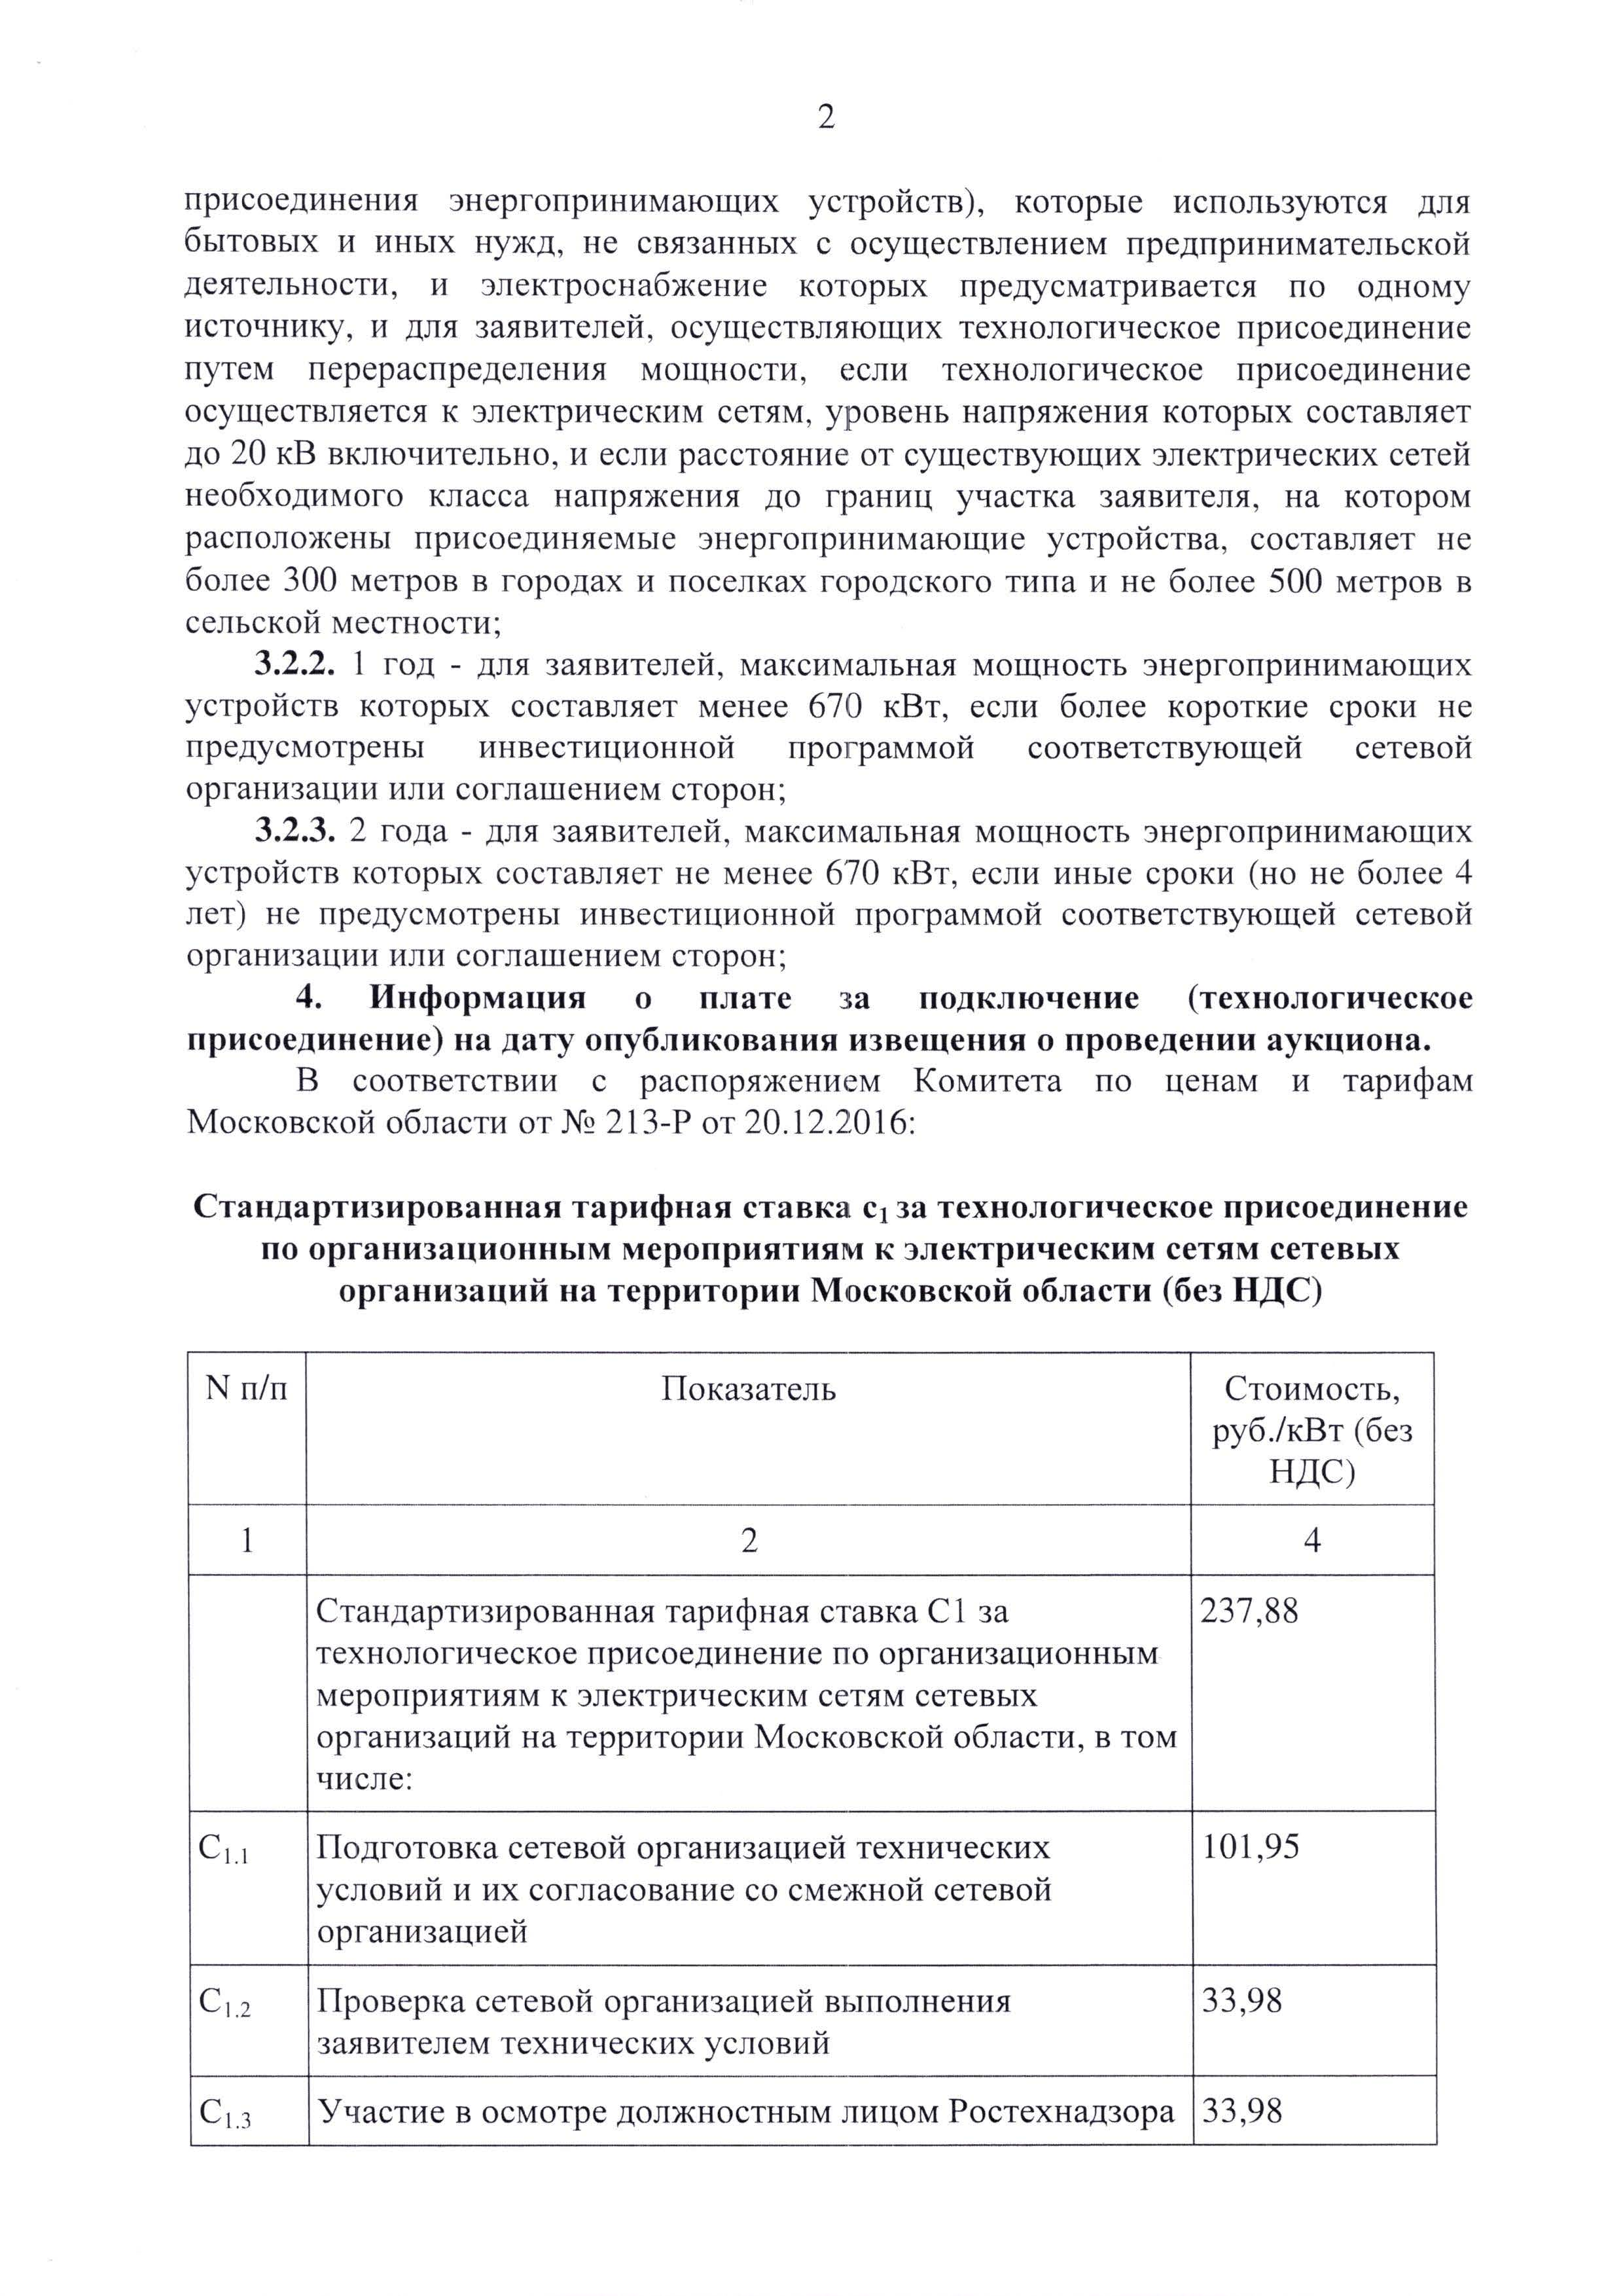 2
присоединения энергопринимающих устройств), которые используются для
бытовых и иных нужд, не связанных с осуществлением предпринимательской
деятельности, и электроснабжение которых предусматривается по одному
источнику, и для заявителей, осуществляющих технологическое присоединение
путем перераспределения мощности, если технологическое присоединение
осуществляется к электрическим сетям, уровень напряжения которых составляет
до 20 кВ включительно, и если расстояние от существующих электрических сетей
необходимого класса напряжения до границ участка заявителя, на котором
расположены присоединяемые энергопринимающие устройства, составляет не
более 300 метров в городах и поселках городского типа и не более 500 метров в
сельской местности;
3.2.2. 1 год - для заявителей, максимальная мощность энергопринимающих
устройств которых составляет менее 670 кВт, если более короткие сроки не
предусмотрены инвестиционной программой соответствующей сетевой
организации или соглашением сторон;
3.2.3. 2 года - для заявителей, максимальная мощность энергопринимающих
устройств которых составляет не менее 670 кВт, если иные сроки (но не более 4
лет) не предусмотрены инвестиционной программой соответствующей сетевой
организации или соглашением сторон;
4. Информация о плате за подключение (технологическое
присоединение) на дату опубликования извещения о проведении аукциона.
В соответствии с распоряжением Комитета по ценам и тарифам
Московской области от № 213-Р от 20.12.2016:
Стандартизированная тарифная ставка с1 за технологическое присоединение
по организационным мероприятиям к электрическим сетям сетевых
организаций на территории Московской области (без НДС)
N п/п Показатель Стоимость,
руб./кВт (без
НДС)
1 2 4
Стандартизированная тарифная ставка С1 за 237,88
технологическое присоединение по организационным
мероприятиям к электрическим сетям сетевых
организаций на территории Московской области, в том
числе:
С1.1 Подготовка сетевой организацией технических 101,95
условий и их согласование со смежной сетевой
организацией
С1.2 Проверка сетевой организацией выполнения 33,98
заявителем технических условий
С1.3 Участие в осмотре должностным лицом Ростехнадзора 33,98